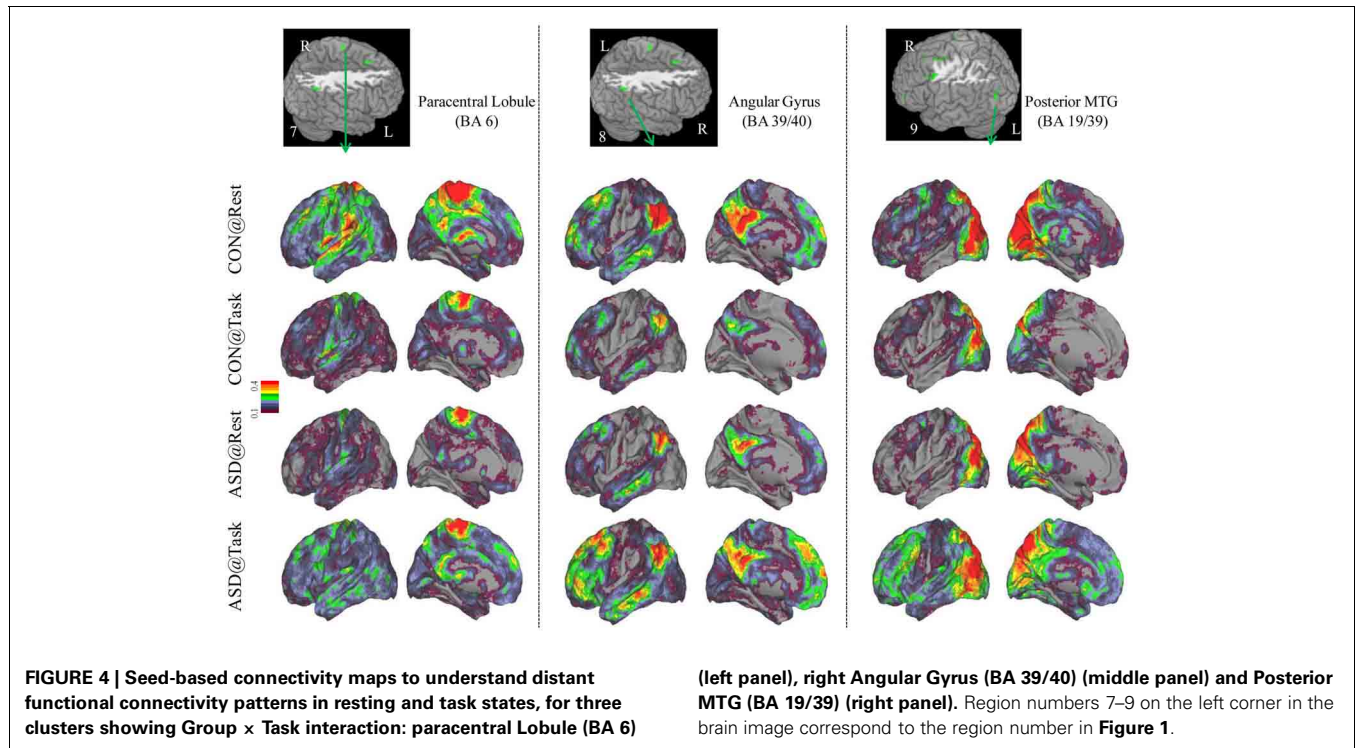 R
7
L
Paracentral Lobule
(BA 6)
L
8
R
Angular Gyrus
(BA 39/40)
R
9
L
Posterior MTG
(BA 19/39)
CON@Rest
CON@Task
0.4
0.1
ASD@Rest
ASD@Task
FIGURE 4 | Seed-based connectivity maps to understand distant
functional connectivity patterns in resting and task states, for three
clusters showing Group × Task interaction: paracentral Lobule (BA 6)
(left panel), right Angular Gyrus (BA 39/40) (middle panel) and Posterior
MTG (BA 19/39) (right panel). Region numbers 7–9 on the left corner in the
brain image correspond to the region number in Figure 1.